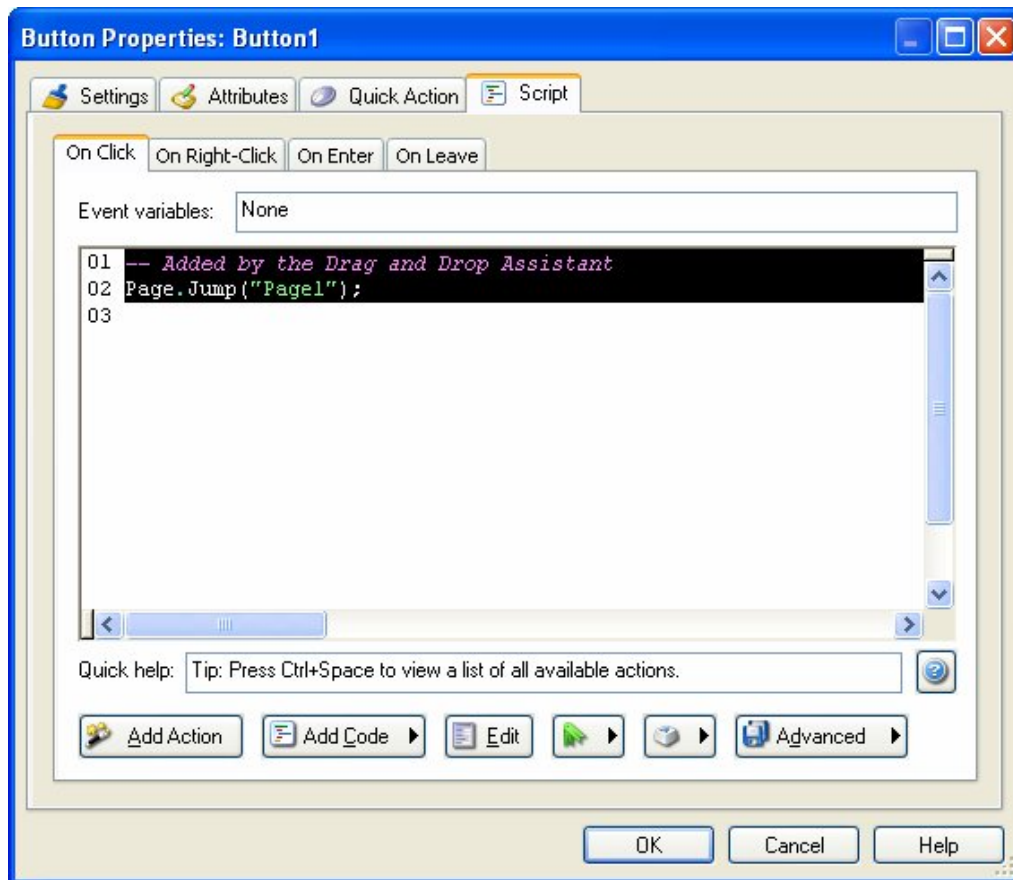 Button Properties: Button1
Settings Attributes Quick Action Script
On Click On Right-Click On Enter On Leave
Event variables: None
01 -- Added by the Drag and Drop Assistant
02 Page.Jump("Page1");
03
Quick help: Tip: Press Ctrl+Space to view a list of all available actions.
Add Action Add Code Edit Advanced
OK Cancel Help